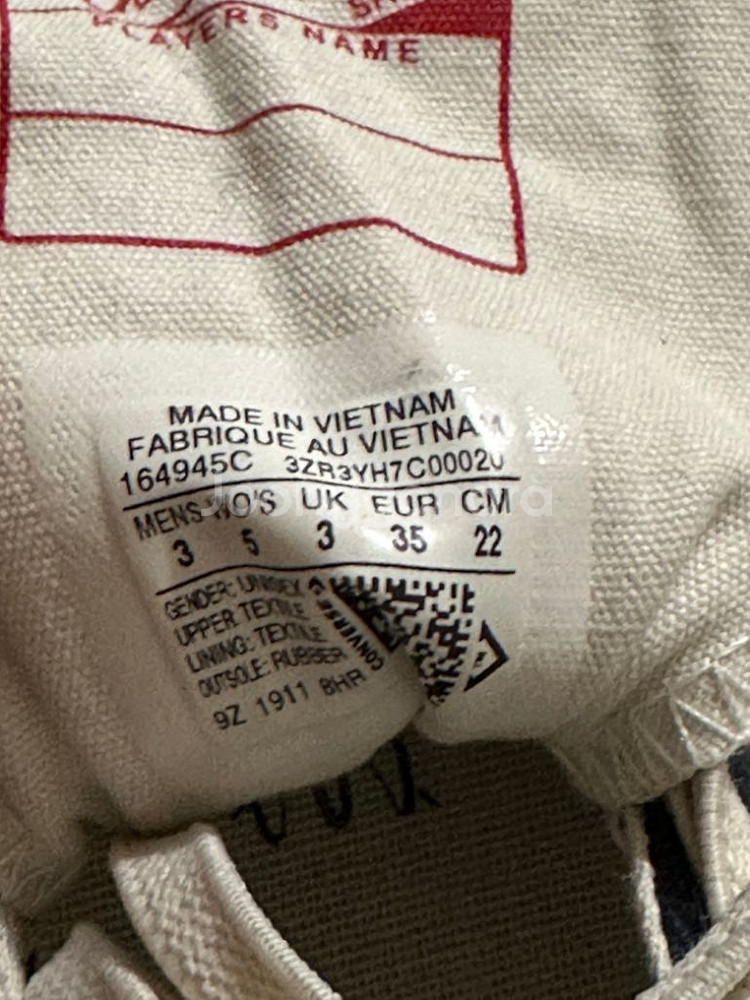 PLAYERS NAME
MADE IN VIETNAM
FABRIQUE AU VIETNAM
164945C 3ZR3YH7C00020
MENS WO'S UK EUR CM
3 5 3 35 22
GENDER: UNISEX
UPPER: TEXTILE
LINING: TEXTILE
OUTSOLE: RUBBER
CONVERSE
9Z 1911 8HR